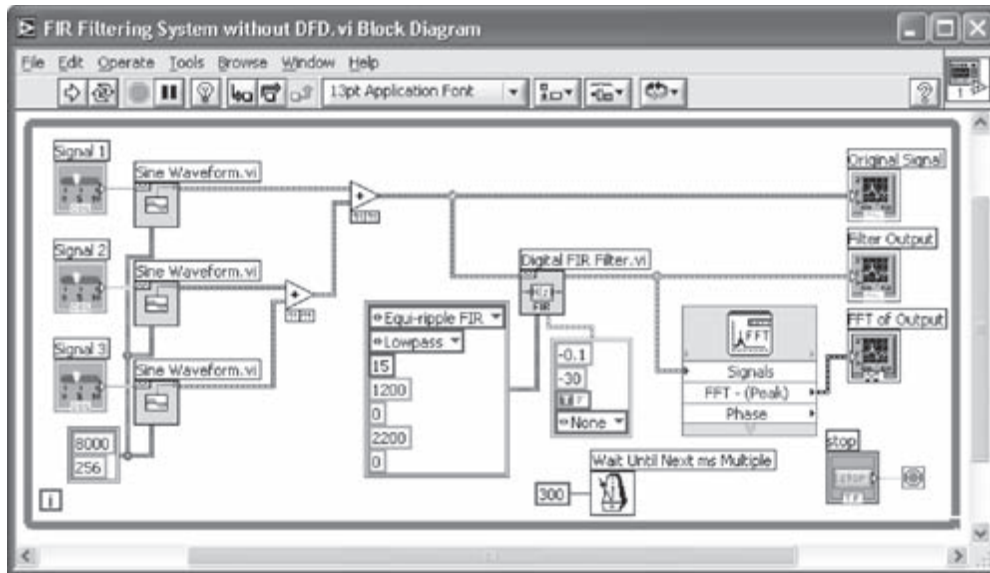 FIR Filtering System without DFD.vi Block Diagram
File Edit Operate Tools Browse Window Help
13pt Application Font
Signal 1
Sine Waveform.vi
Original Signal
Signal 2
Sine Waveform.vi
Digital FIR Filter.vi
Filter Output
FIR
Equi-ripple FIR
Lowpass
15
1200
0
2200
0
-0.1
-30
None
FFT
Signals
FFT - (Peak)
Phase
FFT of Output
Signal 3
Sine Waveform.vi
8000
256
Wait Until Next ms Multiple
300
stop
i